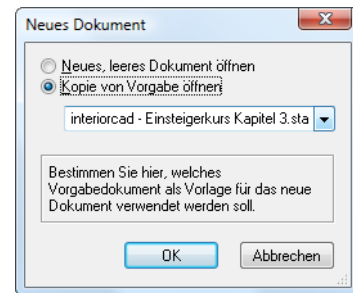 Neues Dokument
Neues, leeres Dokument öffnen
Kopie von Vorgabe öffnen
interiorcad - Einsteigerkurs Kapitel 3.sta
Bestimmen Sie hier, welches
Vorgabedokument als Vorlage für das neue
Dokument verwendet werden soll.
OK
Abbrechen